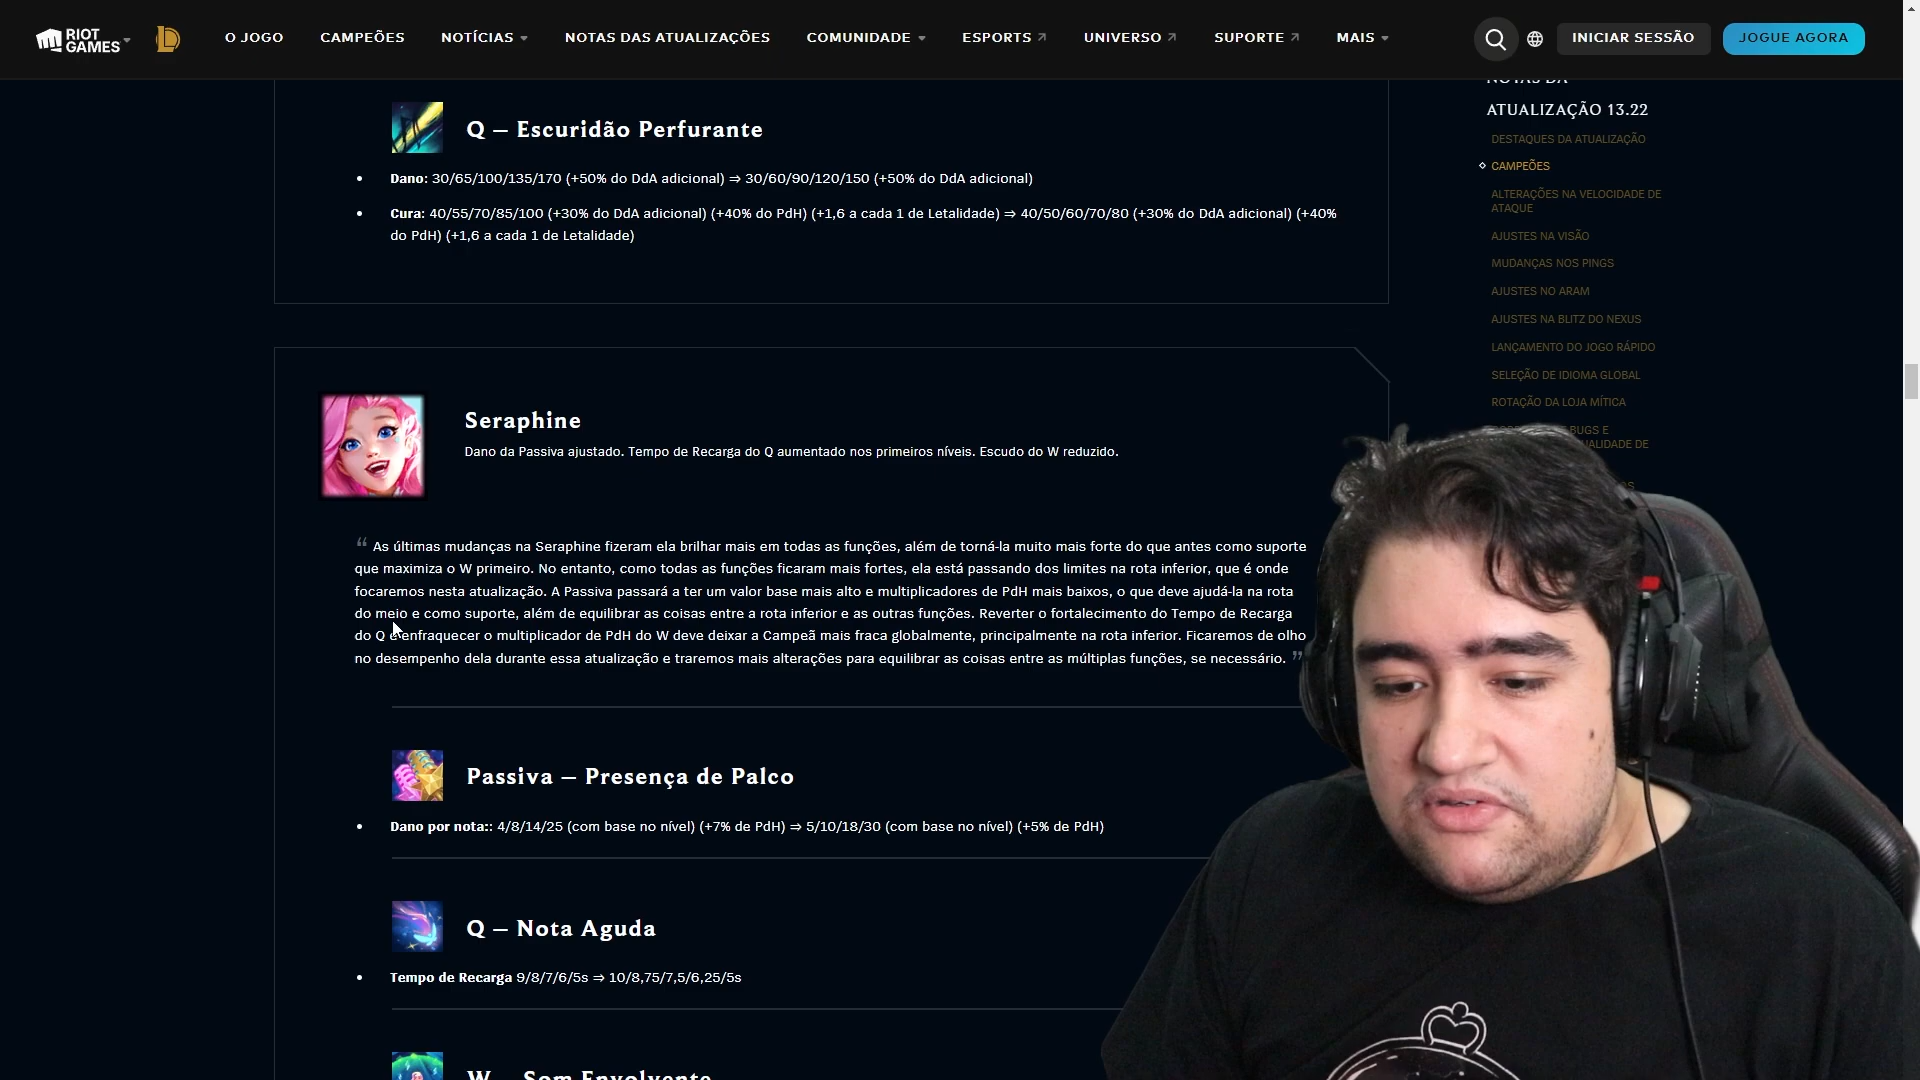 RIOT GAMES
O JOGO
CAMPEÕES
NOTÍCIAS
NOTAS DAS ATUALIZAÇÕES
COMUNIDADE
ESPORTS
UNIVERSO
SUPORTE
MAIS
INICIAR SESSÃO
JOGUE AGORA
Q – Escuridão Perfurante
Dano: 30/65/100/135/170 (+50% do DdA adicional) ⇒ 30/60/90/120/150 (+50% do DdA adicional)
Cura: 40/55/70/85/100 (+30% do DdA adicional) (+40% do PdH) (+1,6 a cada 1 de Letalidade) ⇒ 40/50/60/70/80 (+30% do DdA adicional) (+40%
do PdH) (+1,6 a cada 1 de Letalidade)
Seraphine
Dano da Passiva ajustado. Tempo de Recarga do Q aumentado nos primeiros níveis. Escudo do W reduzido.
“ As últimas mudanças na Seraphine fizeram ela brilhar mais em todas as funções, além de torná-la muito mais forte do que antes como suporte
que maximiza o W primeiro. No entanto, como todas as funções ficaram mais fortes, ela está passando dos limites na rota inferior, que é onde
focaremos nesta atualização. A Passiva passará a ter um valor base mais alto e multiplicadores de PdH mais baixos, o que deve ajudá-la na rota
do meio e como suporte, além de equilibrar as coisas entre a rota inferior e as outras funções. Reverter o fortalecimento do Tempo de Recarga
do Q e enfraquecer o multiplicador de PdH do W deve deixar a Campeã mais fraca globalmente, principalmente na rota inferior. Ficaremos de olho
no desempenho dela durante essa atualização e traremos mais alterações para equilibrar as coisas entre as múltiplas funções, se necessário. ”
Passiva – Presença de Palco
Dano por nota:: 4/8/14/25 (com base no nível) (+7% de PdH) ⇒ 5/10/18/30 (com base no nível) (+5% de PdH)
Q – Nota Aguda
Tempo de Recarga 9/8/7/6/5s ⇒ 10/8,75/7,5/6,25/5s
W – Som Envolvente
NOTAS DA
ATUALIZAÇÃO 13.22
DESTAQUES DA ATUALIZAÇÃO
CAMPEÕES
ALTERAÇÕES NA VELOCIDADE DE
ATAQUE
AJUSTES NA VISÃO
MUDANÇAS NOS PINGS
AJUSTES NO ARAM
AJUSTES NA BLITZ DO NEXUS
LANÇAMENTO DO JOGO RÁPIDO
SELEÇÃO DE IDIOMA GLOBAL
ROTAÇÃO DA LOJA MÍTICA
BUGS E